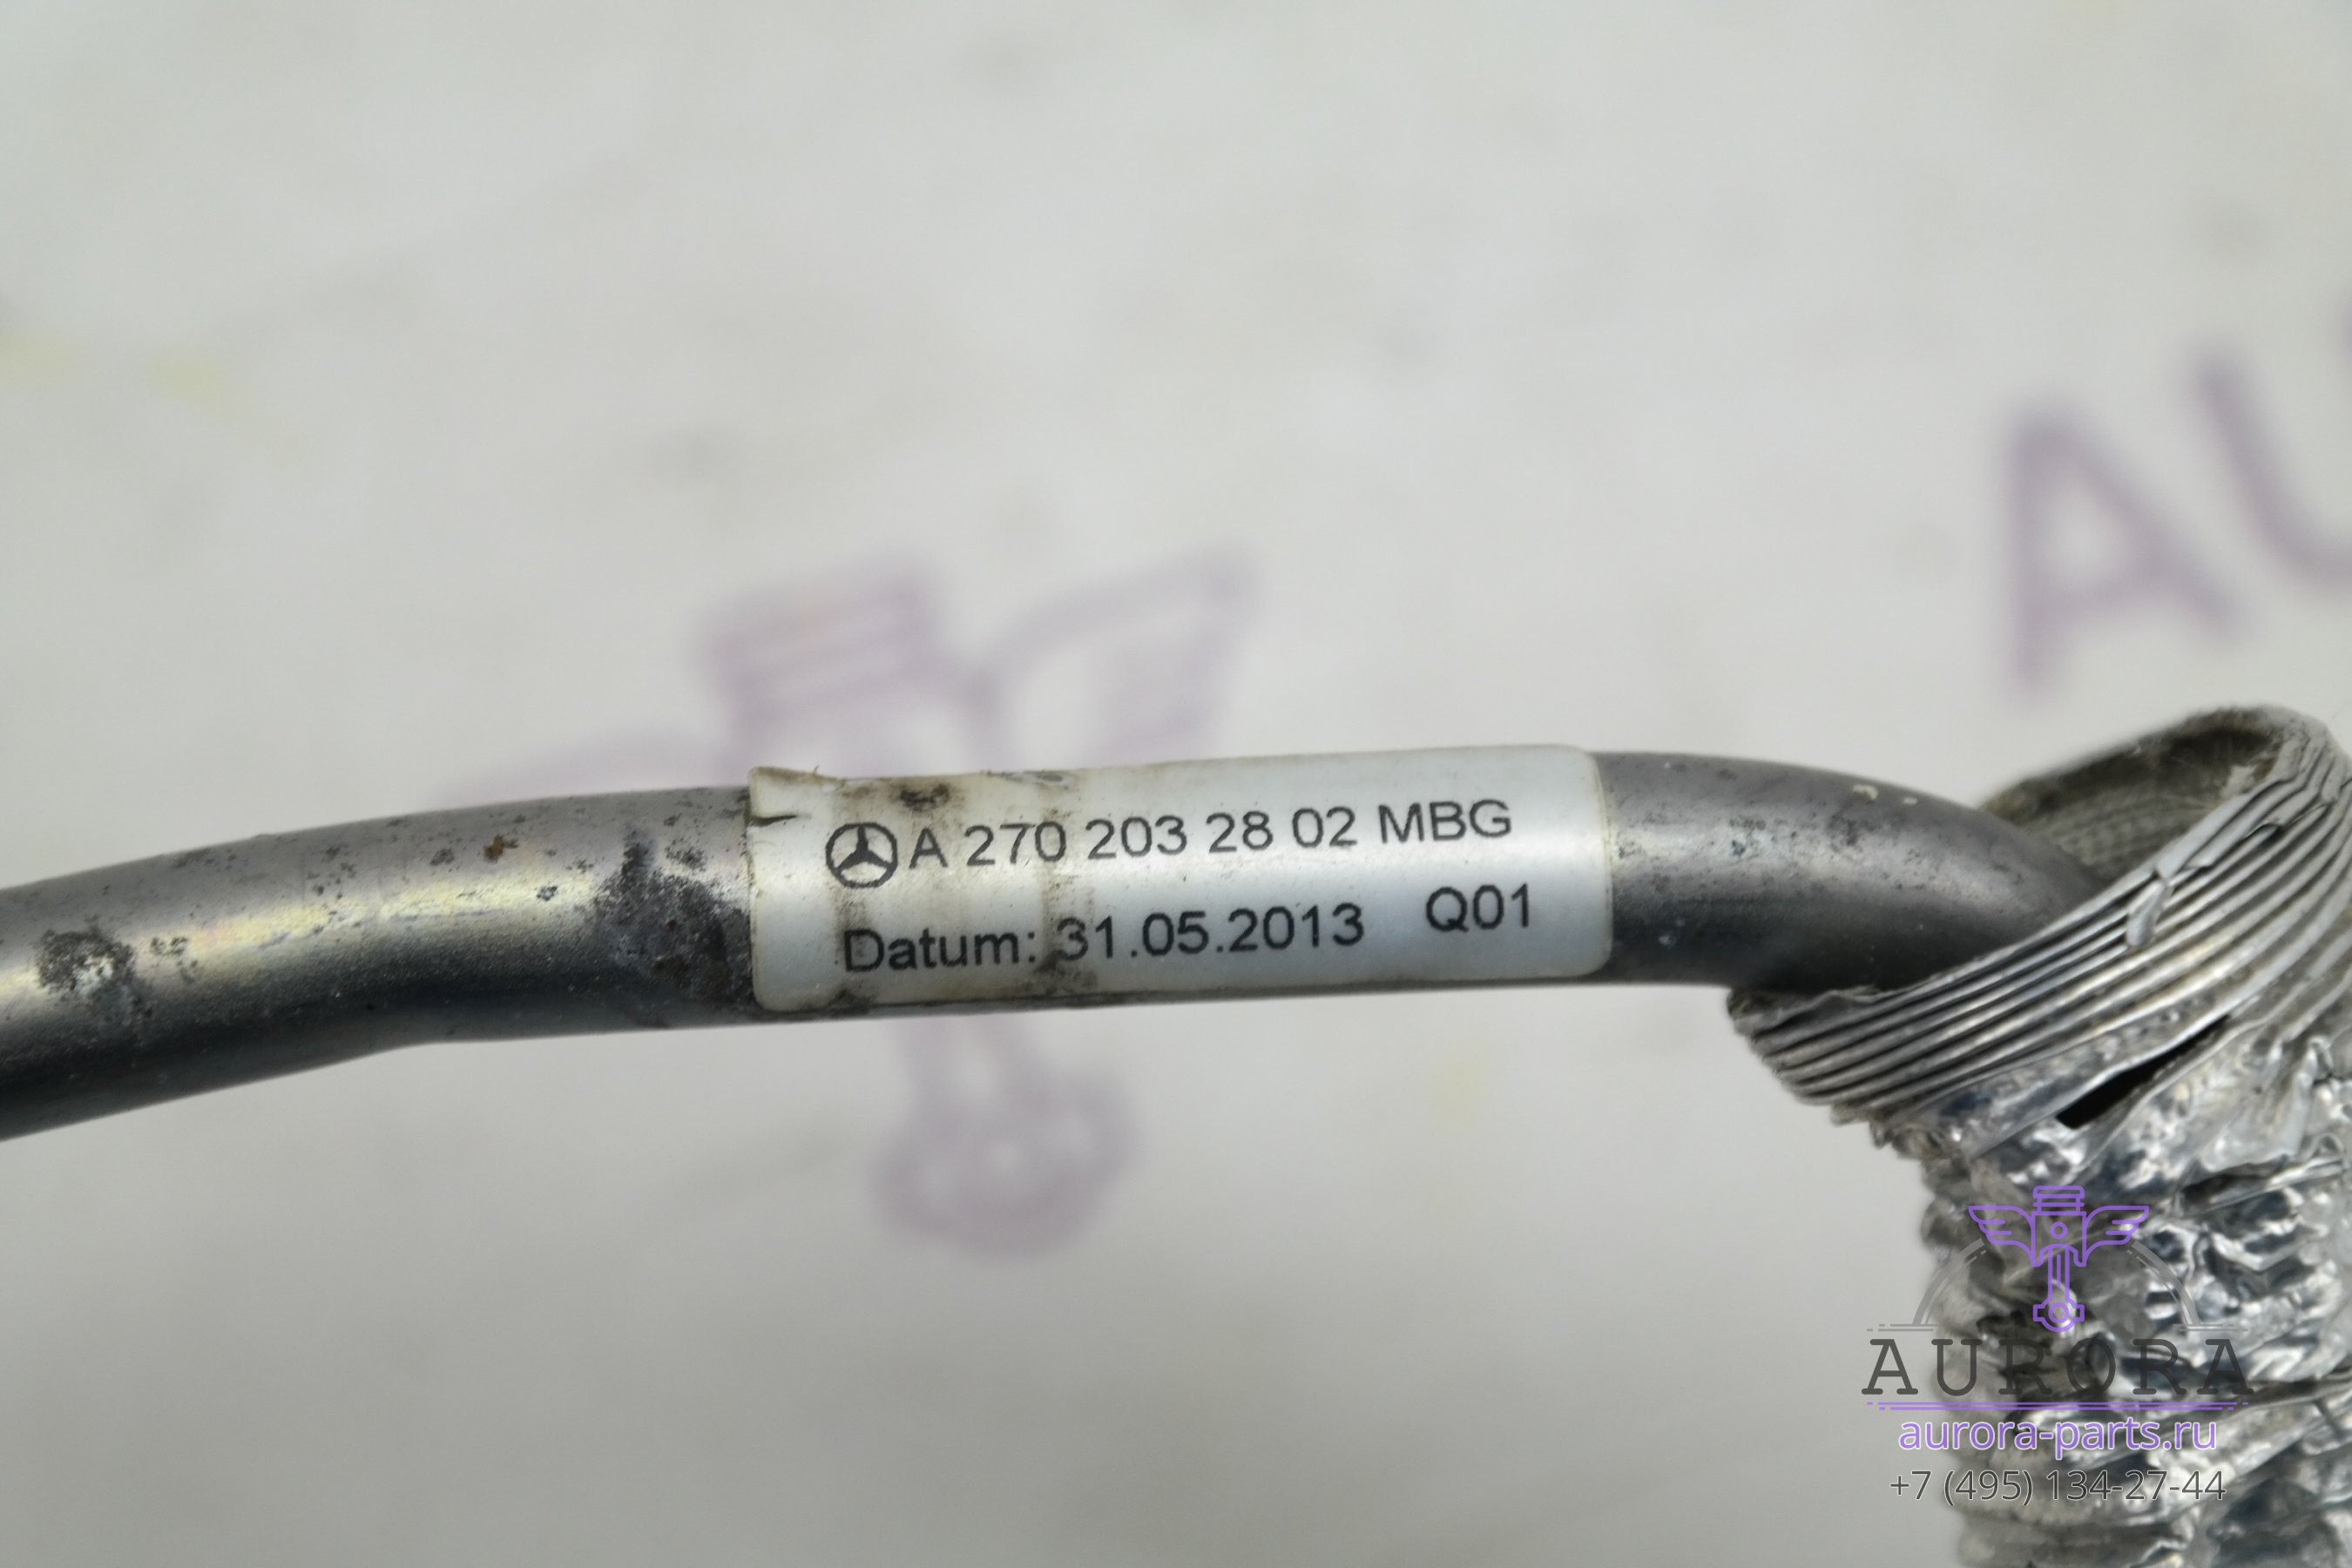 A 270 203 28 02 MBG
Datum: 31.05.2013 Q01
AU
AURORA
aurora-parts.ru
+7 (495) 134-27-44